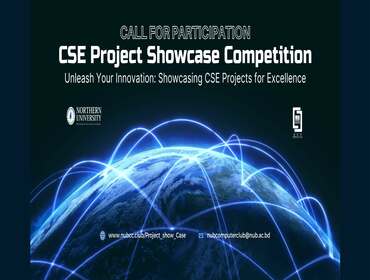 CALL FOR PARTICIPATION
CSE Project Showcase Competition
Unleash Your Innovation: Showcasing CSE Projects for Excellence
NORTHERN
UNIVERSITY
www.nubcc.club/Project_show_Case
nubcomputerclub@nub.ac.bd